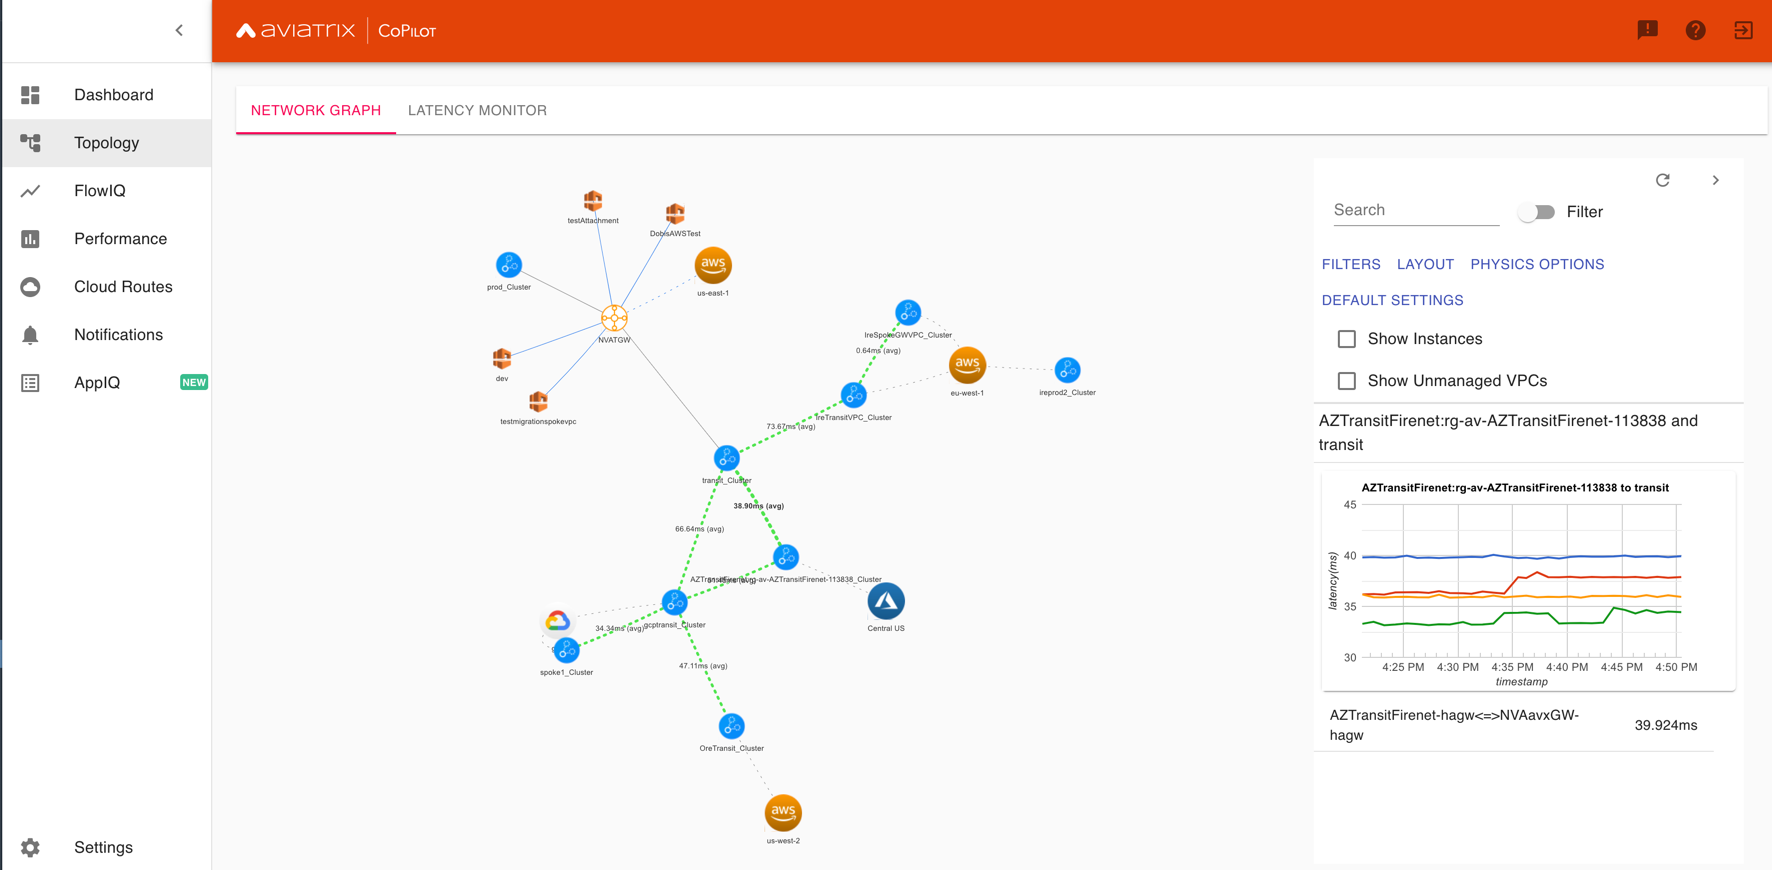 aviatrix CoPilot
Dashboard
Topology
FlowIQ
Performance
Cloud Routes
Notifications
AppIQ NEW
Settings
NETWORK GRAPH LATENCY MONITOR
testAttachment
DobisAWSTest
prod_Cluster
aws
us-east-1
NVATGW
dev
testmigrationspokevpc
IreSpokeGWVPC_Cluster
0.64ms (avg)
aws
eu-west-1
ireprod2_Cluster
IreTransitVPC_Cluster
73.67ms (avg)
transit_Cluster
38.90ms (avg)
66.64ms (avg)
AZTransitFirenet:rg-av-AZTransitFirenet-113838_Cluster
Central US
gcptransit_Cluster
34.34ms (avg)
spoke1_Cluster
47.11ms (avg)
OreTransit_Cluster
aws
us-west-2
Search
Filter
FILTERS LAYOUT PHYSICS OPTIONS
DEFAULT SETTINGS
Show Instances
Show Unmanaged VPCs
AZTransitFirenet:rg-av-AZTransitFirenet-113838 and
transit
AZTransitFirenet:rg-av-AZTransitFirenet-113838 to transit
45
40
35
30
latency(ms)
4:25 PM 4:30 PM 4:35 PM 4:40 PM 4:45 PM 4:50 PM
timestamp
AZTransitFirenet-hagw<=>NVAavxGW-
hagw
39.924ms